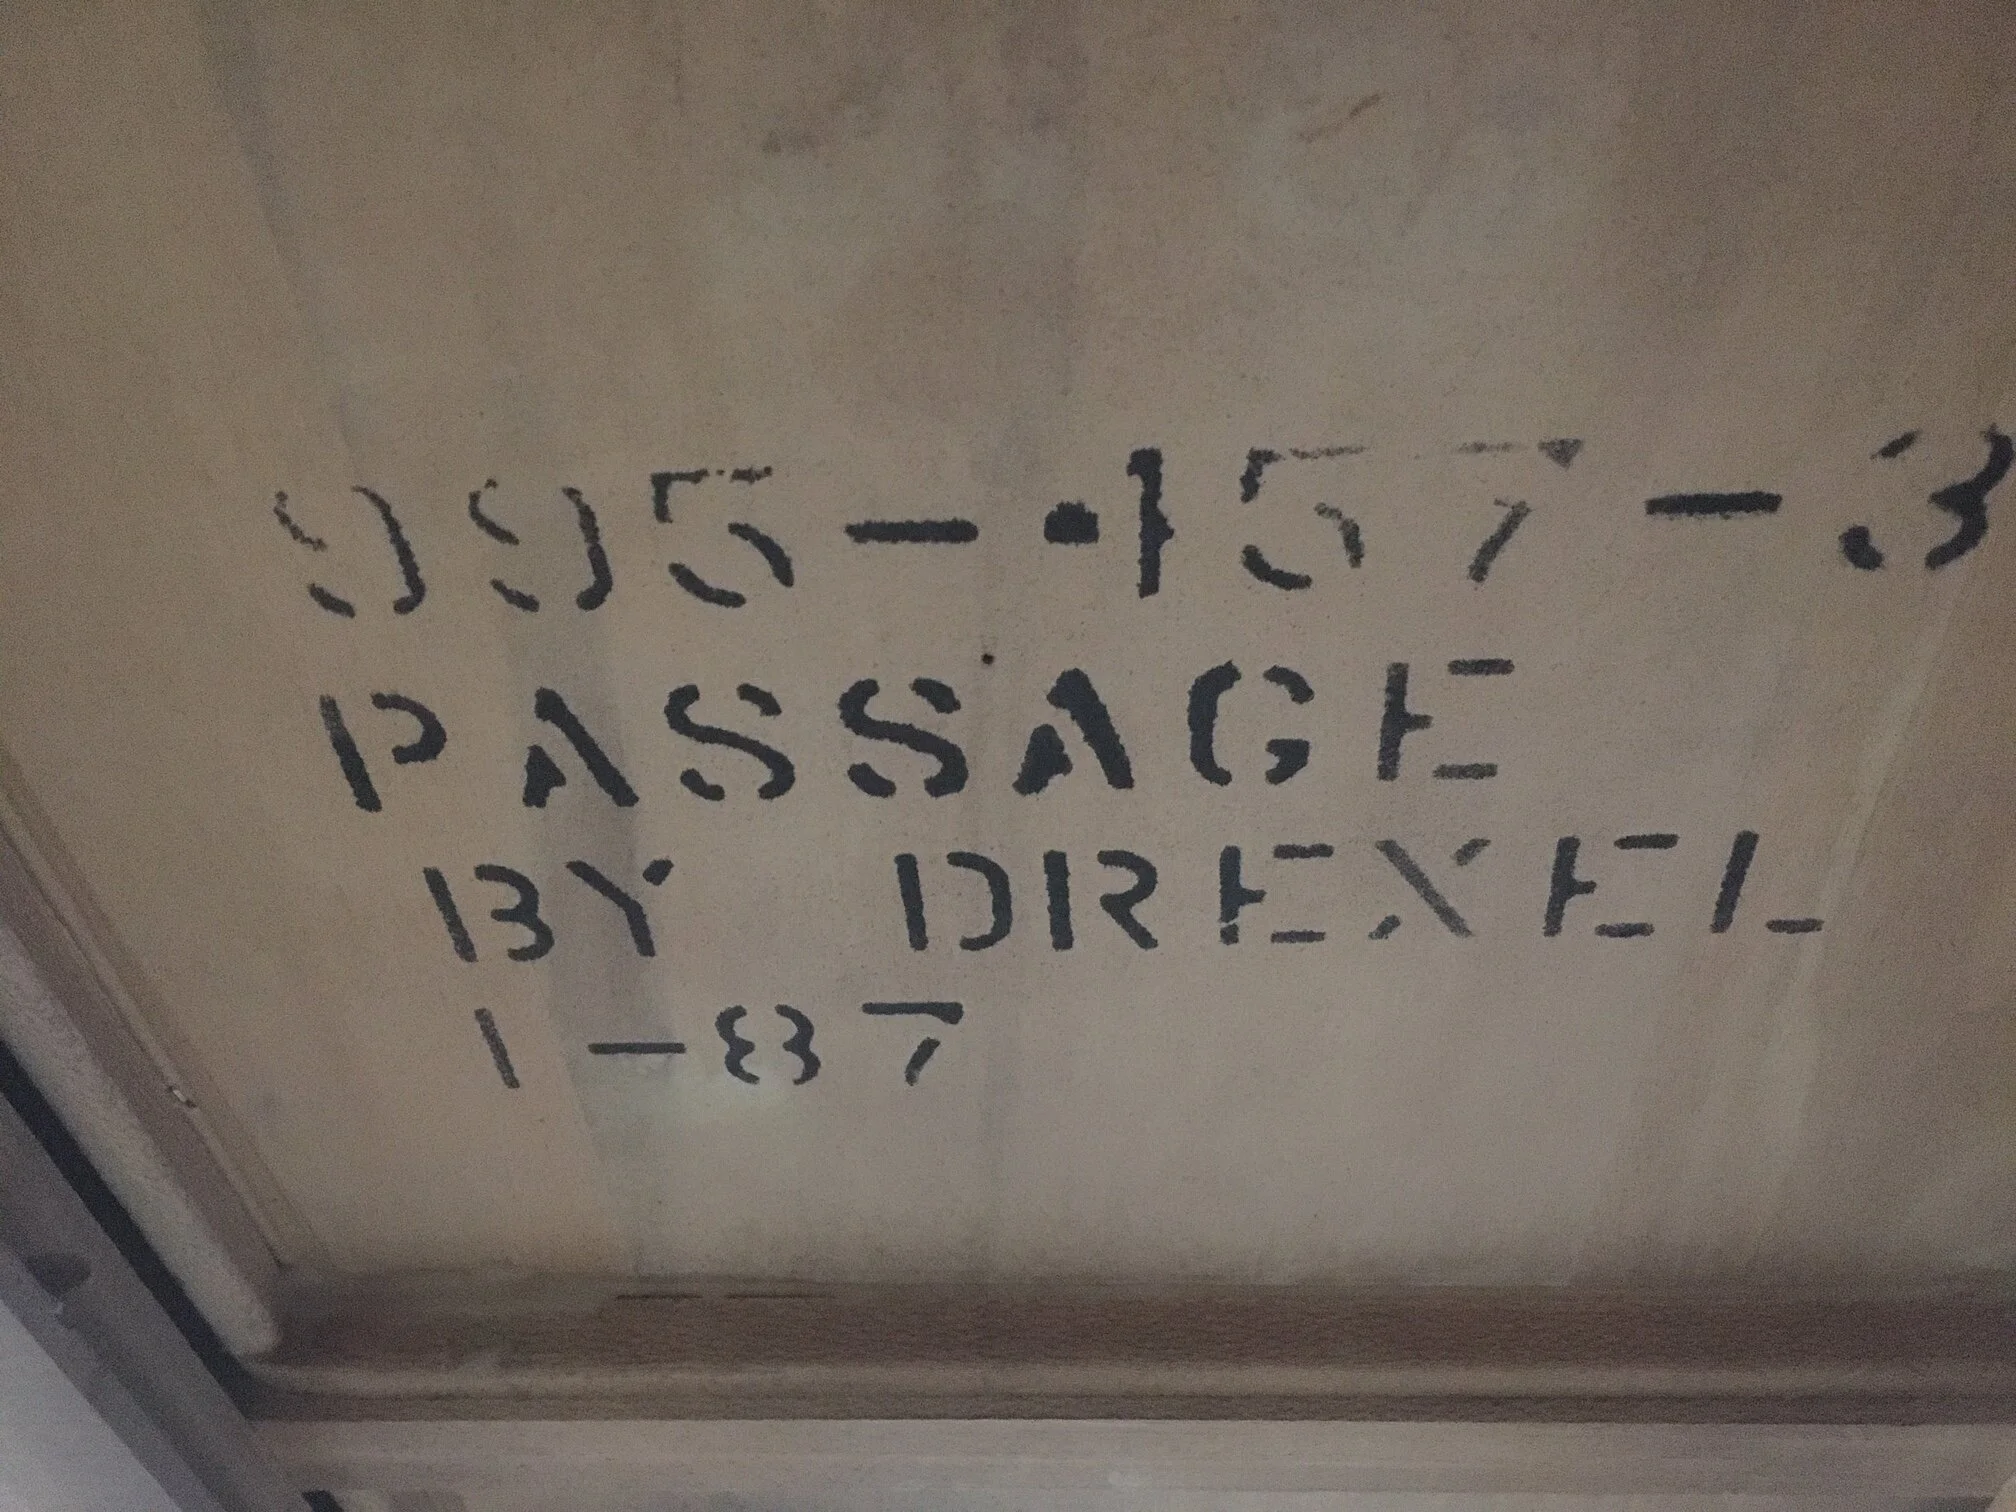 995-457-3
PASSAGE
BY DREXEL
1-87